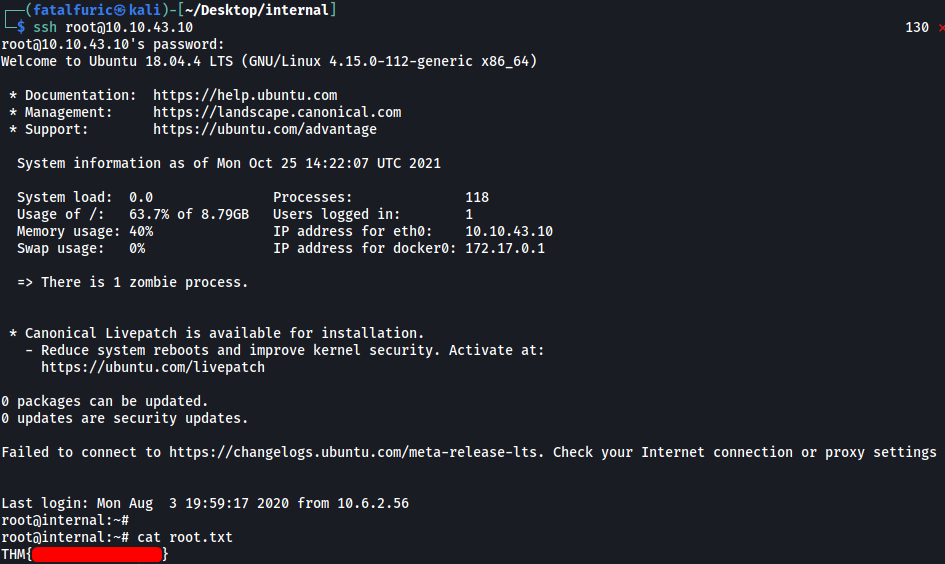 ┌──(fatalfuric㉿kali)-[~/Desktop/internal]
└─$ ssh root@10.10.43.10 130 ⨯
root@10.10.43.10's password:
Welcome to Ubuntu 18.04.4 LTS (GNU/Linux 4.15.0-112-generic x86_64)
* Documentation:  https://help.ubuntu.com
* Management:     https://landscape.canonical.com
* Support:        https://ubuntu.com/advantage
System information as of Mon Oct 25 14:22:07 UTC 2021
System load:  0.0                Processes:              118
Usage of /:   63.7% of 8.79GB   Users logged in:        1
Memory usage: 40%               IP address for eth0:    10.10.43.10
Swap usage:   0%                IP address for docker0: 172.17.0.1
=> There is 1 zombie process.
* Canonical Livepatch is available for installation.
- Reduce system reboots and improve kernel security. Activate at:
https://ubuntu.com/livepatch
0 packages can be updated.
0 updates are security updates.
Failed to connect to https://changelogs.ubuntu.com/meta-release-lts. Check your Internet connection or proxy settings
Last login: Mon Aug  3 19:59:17 2020 from 10.6.2.56
root@internal:~#
root@internal:~# cat root.txt
THM{ }